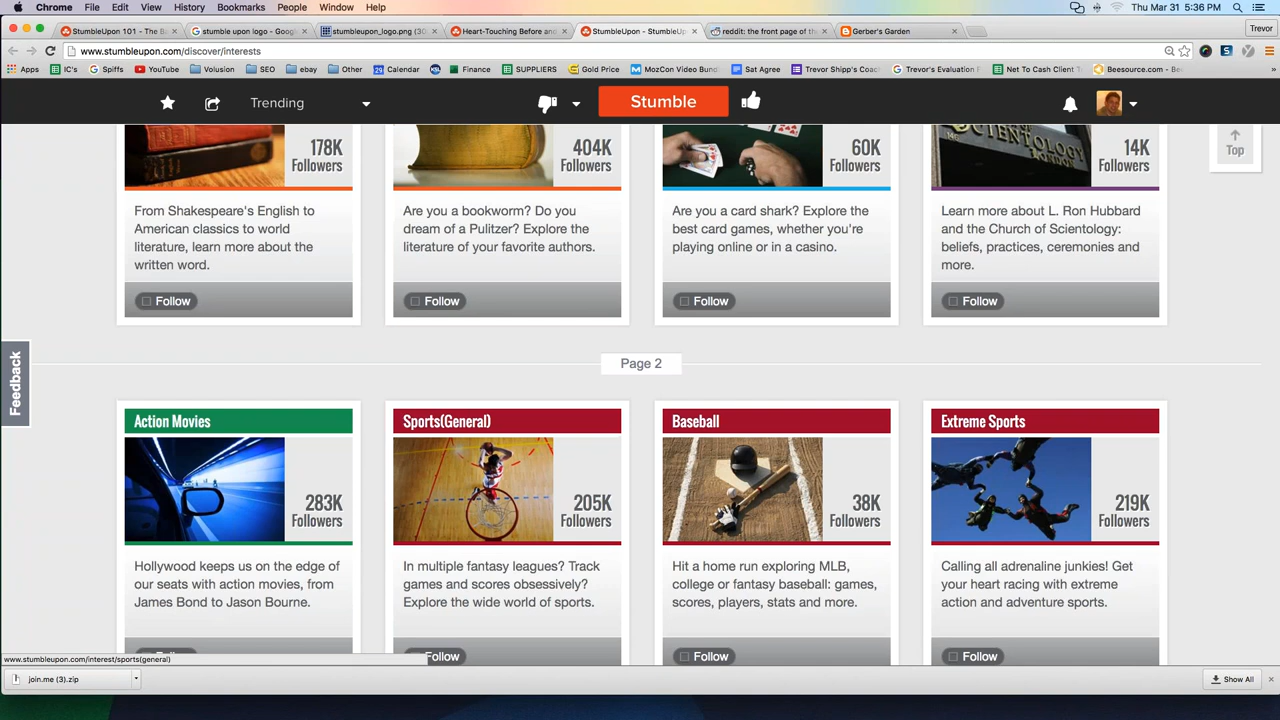 Chrome File Edit View History Bookmarks People Window Help Thu Mar 31 5:36 PM
StumbleUpon 101 - The B stumble upon logo - Googl stumbleupon_logo.png (30 Heart-Touching Before and StumbleUpon - StumbleUp reddit: the front page of th Gerber's Garden Trevor
www.stumbleupon.com/discover/interests
Apps IC's Spiffs YouTube Volusion SEO ebay Other Calendar KSL Finance SUPPLIERS Gold Price MozCon Video Bund Sat Agree Trevor Shipp's Coac Trevor's Evaluation F Net To Cash Client T Beesource.com - Be
Trending Stumble
Top
178K Followers
404K Followers
60K Followers
SCIENTOLOGY
LONDON
14K Followers
From Shakespeare's English to
American classics to world
literature, learn more about the
written word.
Follow
Are you a bookworm? Do you
dream of a Pulitzer? Explore the
literature of your favorite authors.
Follow
Are you a card shark? Explore the
best card games, whether you're
playing online or in a casino.
Follow
Learn more about L. Ron Hubbard
and the Church of Scientology:
beliefs, practices, ceremonies and
more.
Follow
Feedback
Page 2
Action Movies
283K
Followers
Hollywood keeps us on the edge of
our seats with action movies, from
James Bond to Jason Bourne.
Sports(General)
205K
Followers
In multiple fantasy leagues? Track
games and scores obsessively?
Explore the wide world of sports.
Follow
Baseball
38K
Followers
Hit a home run exploring MLB,
college or fantasy baseball: games,
scores, players, stats and more.
Follow
Extreme Sports
219K
Followers
Calling all adrenaline junkies! Get
your heart racing with extreme
action and adventure sports.
Follow
www.stumbleupon.com/interest/sports(general)
join.me (3).zip
Show All